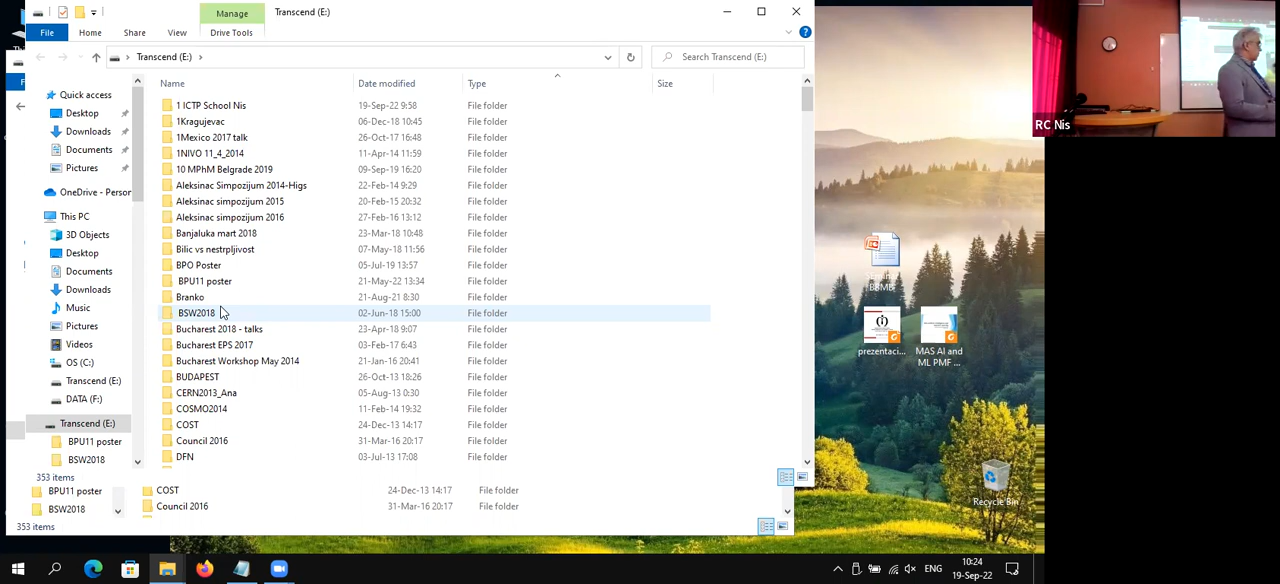 Manage
Transcend (E:)
File
Home
Share
View
Drive Tools
Transcend (E:)
Search Transcend (E:)
Name
Date modified
Type
Size
Quick access
Desktop
Downloads
Documents
Pictures
OneDrive - Person
This PC
3D Objects
Desktop
Documents
Downloads
Music
Pictures
Videos
OS (C:)
Transcend (E:)
DATA (F:)
Transcend (E:)
BPU11 poster
BSW2018
1 ICTP School Nis 19-Sep-22 9:58 File folder
1Kragujevac 06-Dec-18 10:45 File folder
1Mexico 2017 talk 26-Oct-17 16:48 File folder
1NIVO 11_4_2014 11-Apr-14 11:59 File folder
10 MPhM Belgrade 2019 09-Sep-19 16:20 File folder
Aleksinac Simpozijum 2014-Higs 22-Feb-14 9:29 File folder
Aleksinac simpozijum 2015 20-Feb-15 20:32 File folder
Aleksinac simpozijum 2016 27-Feb-16 13:12 File folder
Banjaluka mart 2018 23-Mar-18 10:48 File folder
Bilic vs nestrpljivost 07-May-18 11:56 File folder
BPO Poster 05-Jul-19 13:57 File folder
BPU11 poster 21-May-22 13:34 File folder
Branko 21-Aug-21 8:30 File folder
BSW2018 02-Jun-18 15:00 File folder
Bucharest 2018 - talks 23-Apr-18 9:07 File folder
Bucharest EPS 2017 03-Feb-17 6:43 File folder
Bucharest Workshop May 2014 21-Jan-16 20:41 File folder
BUDAPEST 26-Oct-13 18:26 File folder
CERN2013_Ana 05-Aug-13 0:30 File folder
COSMO2014 11-Feb-14 19:32 File folder
COST 24-Dec-13 14:17 File folder
Council 2016 31-Mar-16 20:17 File folder
DFN 03-Jul-13 17:08 File folder
353 items
BPU11 poster
BSW2018
COST 24-Dec-13 14:17 File folder
Council 2016 31-Mar-16 20:17 File folder
353 items
RC Nis
prezentaci...
MAS AI and
ML PMF ...
Recycle Bin
ENG
10:24
19-Sep-22